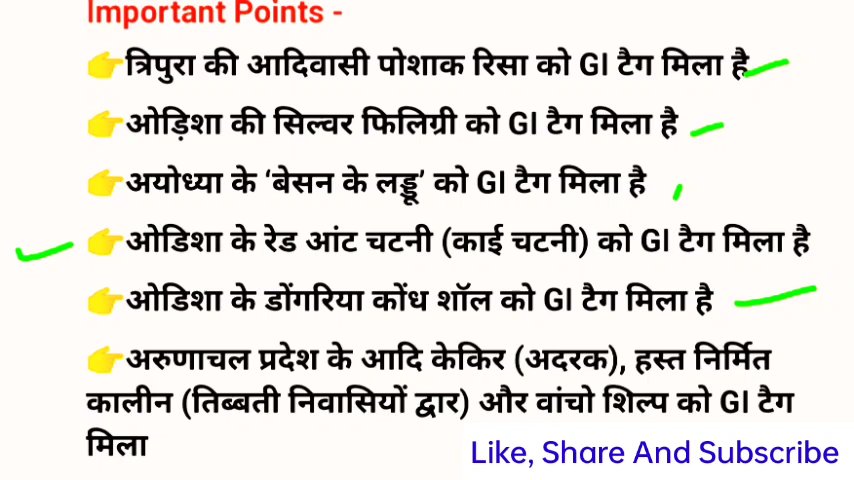 Important Points -
👉त्रिपुरा की आदिवासी पोशाक रिसा को GI टैग मिला है
👉ओड़िशा की सिल्वर फिलिग्री को GI टैग मिला है
👉अयोध्या के ‘बेसन के लड्डू’ को GI टैग मिला है
👉ओडिशा के रेड आंट चटनी (काई चटनी) को GI टैग मिला है
👉ओडिशा के डोंगरिया कोंध शॉल को GI टैग मिला है
👉अरुणाचल प्रदेश के आदि केकिर (अदरक), हस्त निर्मित
कालीन (तिब्बती निवासियों द्वार) और वांचो शिल्प को GI टैग
मिला
Like, Share And Subscribe